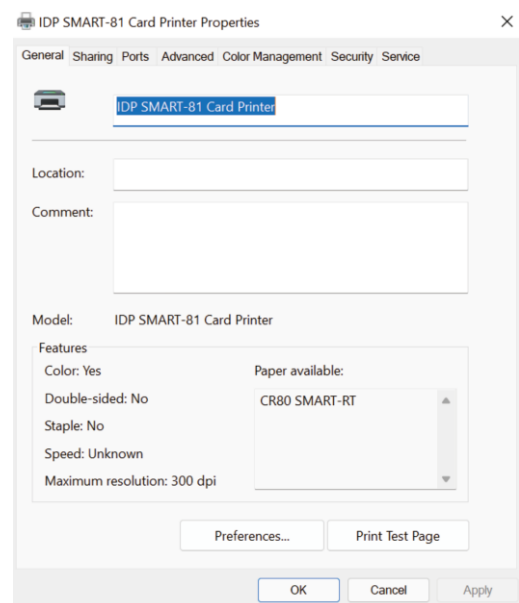 IDP SMART-81 Card Printer Properties
General Sharing Ports Advanced Color Management Security Service
IDP SMART-81 Card Printer
Location:
Comment:
Model: IDP SMART-81 Card Printer
Features
Color: Yes
Paper available:
Double-sided: No
CR80 SMART-RT
Staple: No
Speed: Unknown
Maximum resolution: 300 dpi
Preferences... Print Test Page
OK Cancel Apply